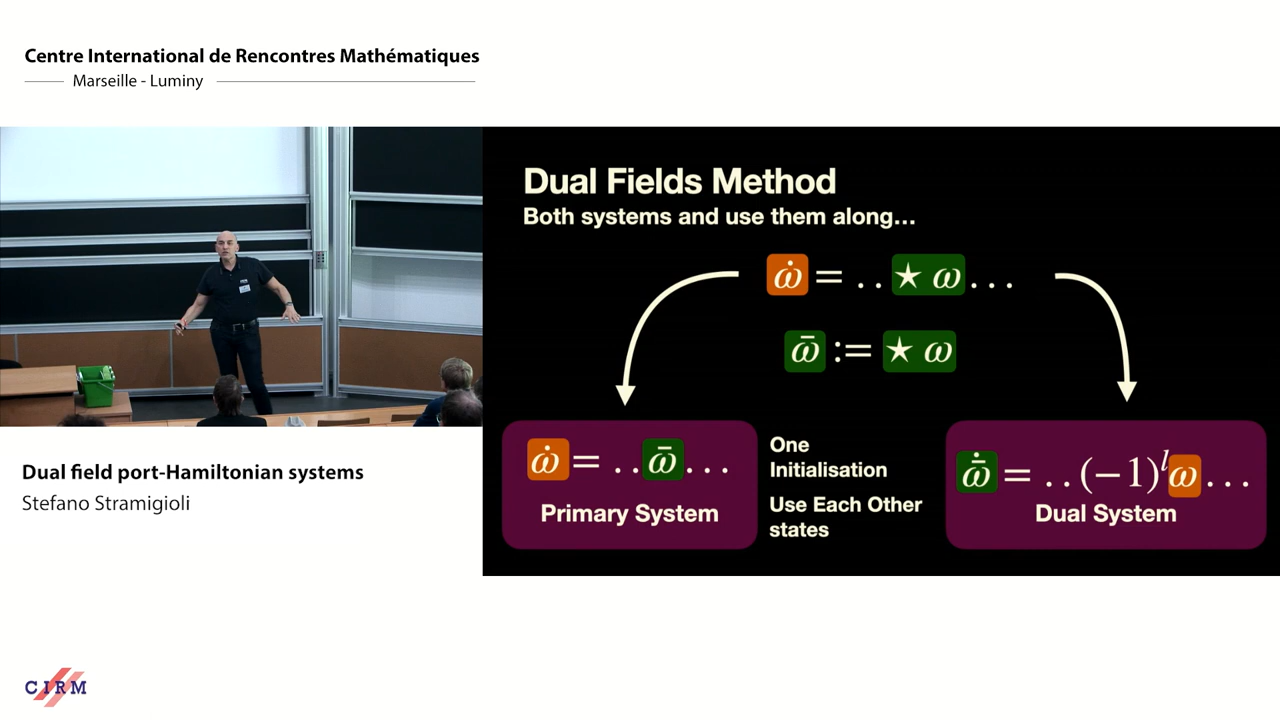 Centre International de Rencontres Mathématiques
Marseille - Luminy
Dual Fields Method
Both systems and use them along...
ω̇ = . . ★ ω . . .
ω̄ := ★ ω
ω̇ = . . ω̄ . . .
Primary System
One
Initialisation
Use Each Other
states
ω̄̇ = . . (−1)ˡ ω . . .
Dual System
Dual field port-Hamiltonian systems
Stefano Stramigioli
CIRM